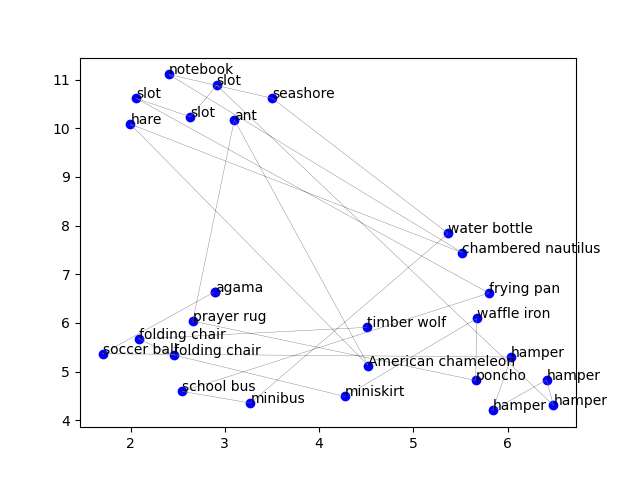 notebook
slot
11
slot
seashore
slot
ant
hare
10
9
water bottle
8
chambered nautilus
7
agama
frying pan
waffle iron
prayer rug
timber wolf
6
folding chair
soccer ball
folding chair
hamper
American chameleon
5
poncho
hamper
school bus
miniskirt
minibus
hamper
hamper
4
2
3
4
5
6